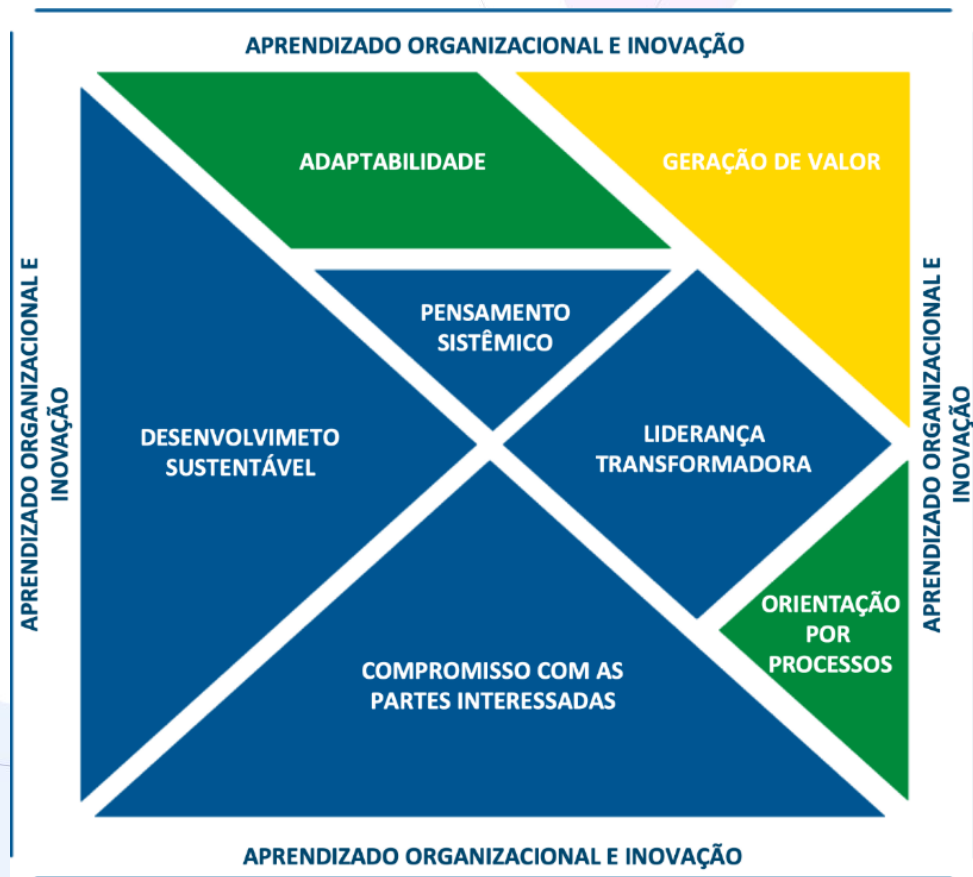 APRENDIZADO ORGANIZACIONAL E INOVAÇÃO
ADAPTABILIDADE
GERAÇÃO DE VALOR
APRENDIZADO ORGANIZACIONAL E
INOVAÇÃO
PENSAMENTO
SISTÊMICO
DESENVOLVIMETO
SUSTENTÁVEL
LIDERANÇA
TRANSFORMADORA
APRENDIZADO ORGANIZACIONAL E
INOVAÇÃO
ORIENTAÇÃO
POR
PROCESSOS
COMPROMISSO COM AS
PARTES INTERESSADAS
APRENDIZADO ORGANIZACIONAL E INOVAÇÃO